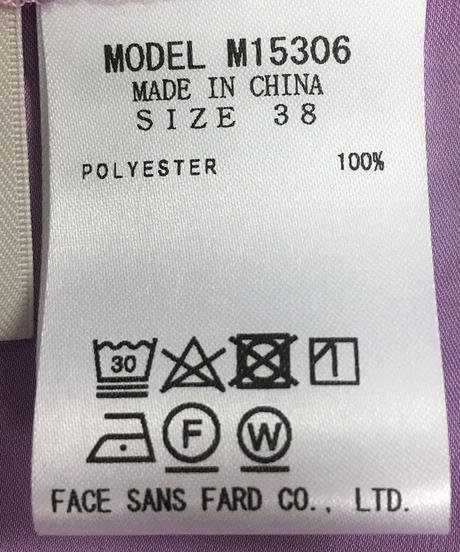 MODEL M15306
MADE IN CHINA
SIZE 38
POLYESTER 100%
30
F W
FACE SANS FARD CO., LTD.